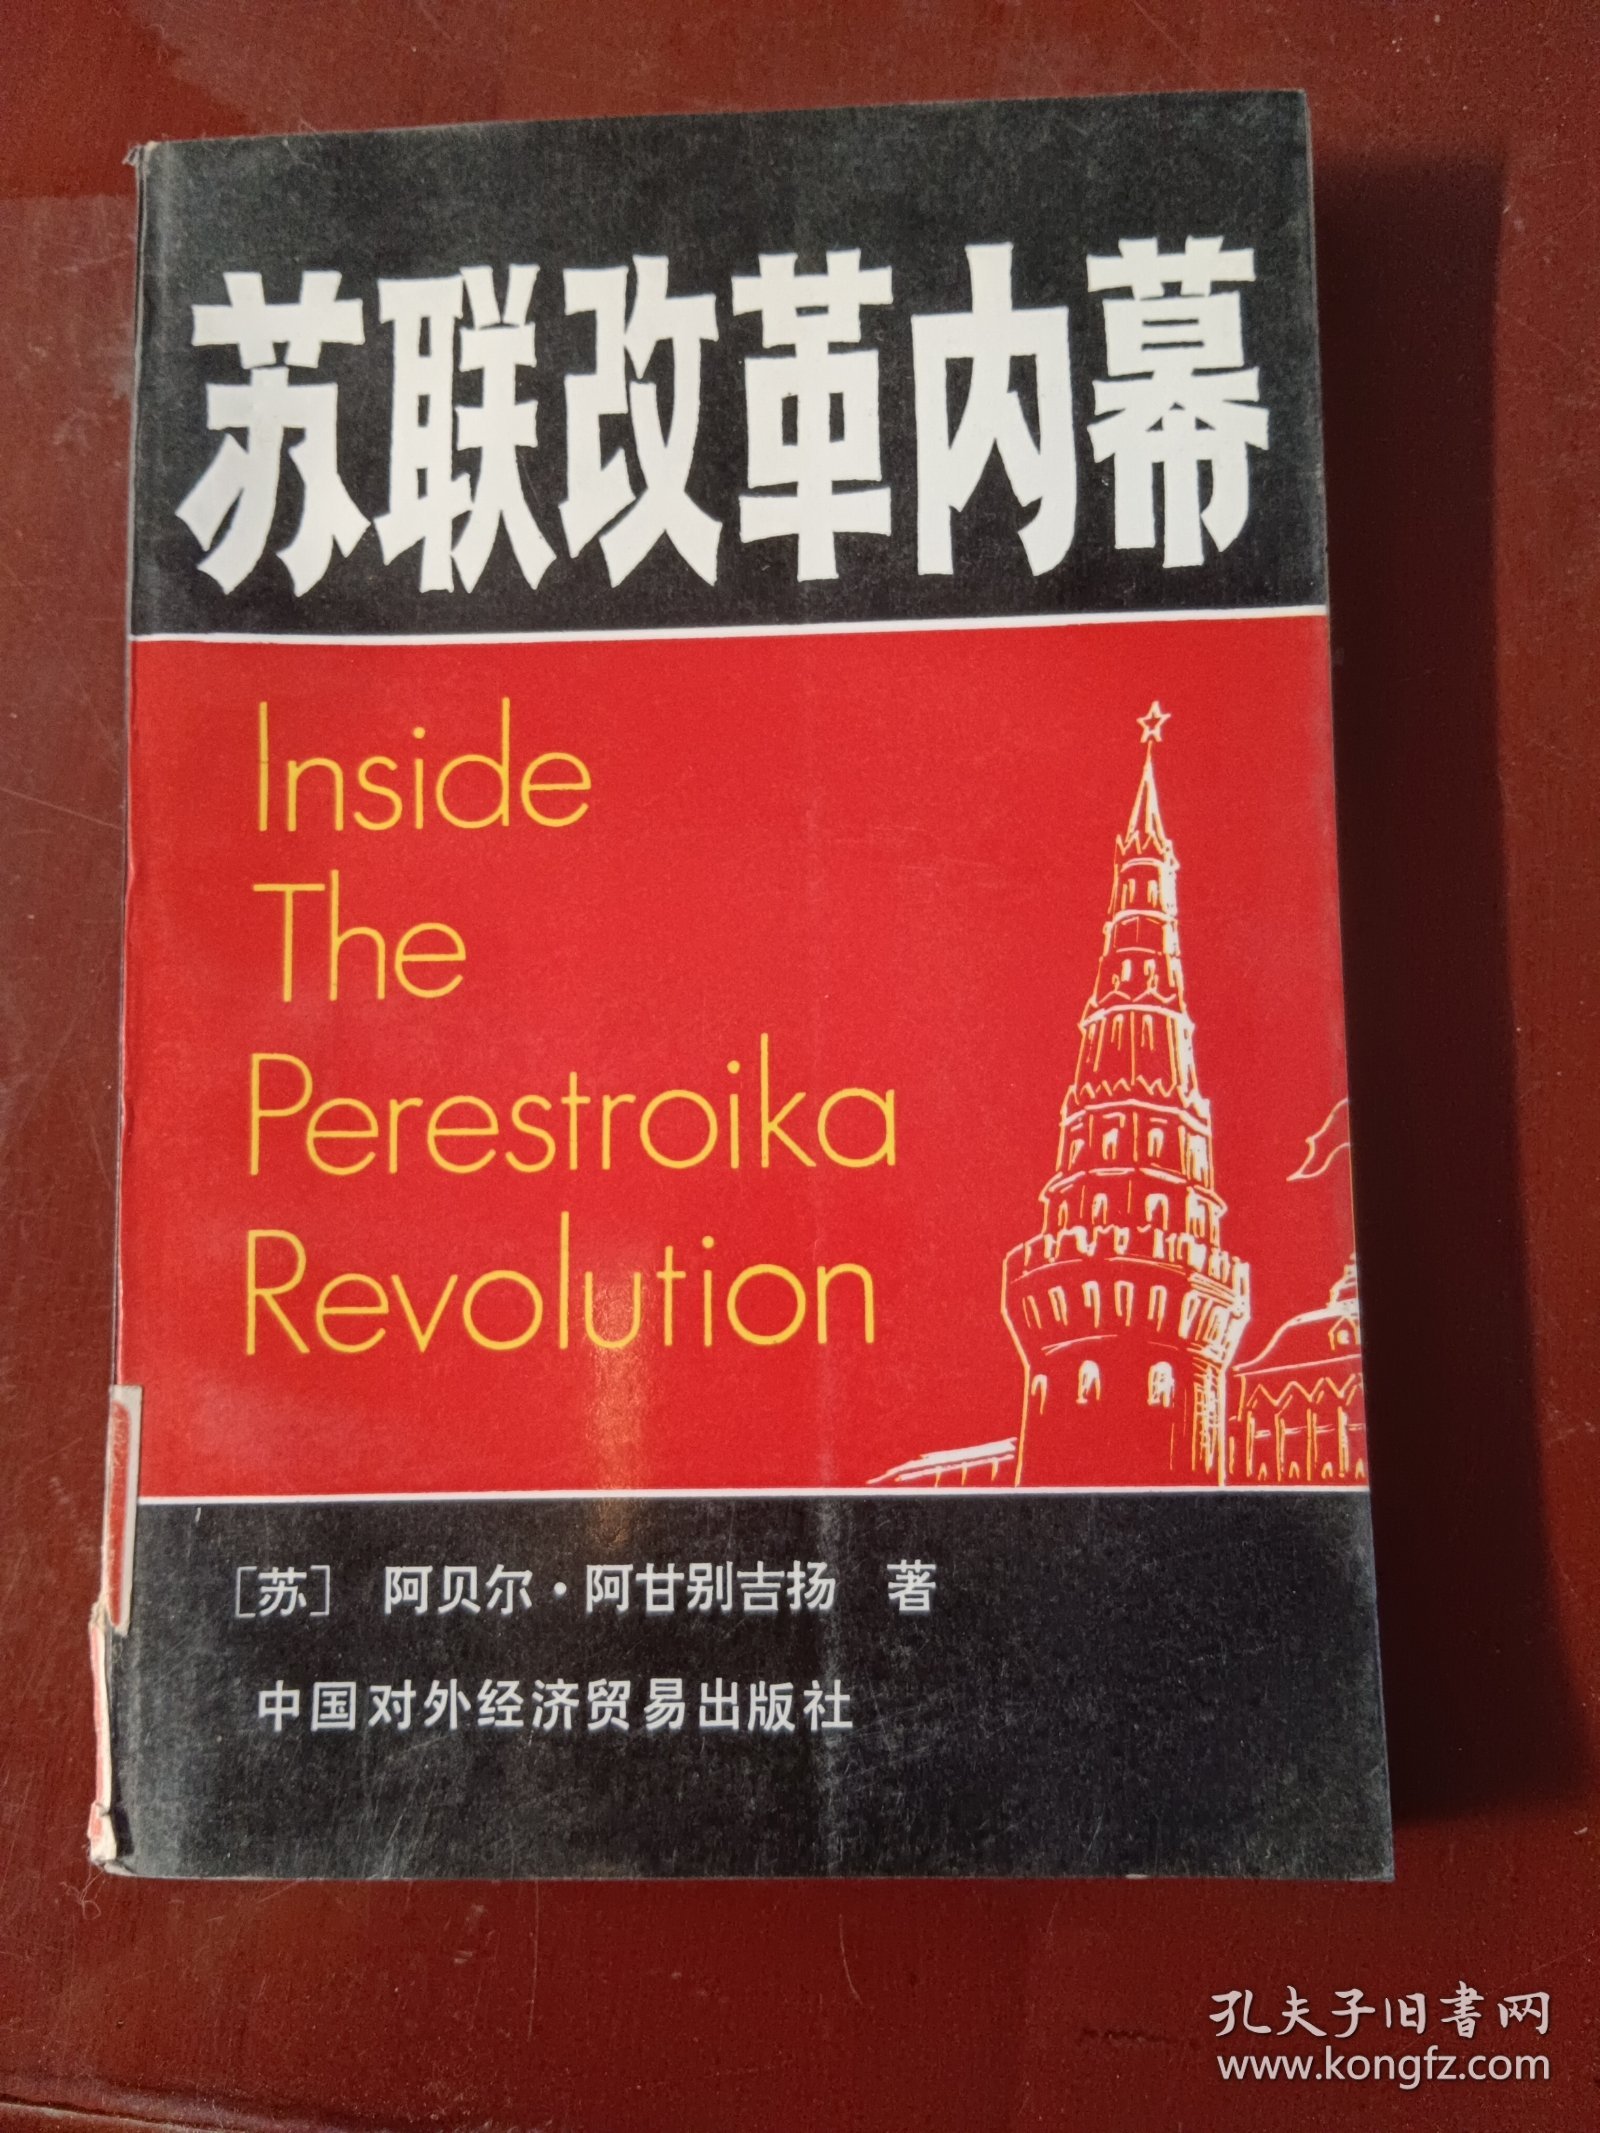 苏联改革内幕
Inside
The
Perestroika
Revolution
[苏] 阿贝尔·阿甘别吉扬 著
中国对外经济贸易出版社
孔夫子旧书网
www.kongfz.com